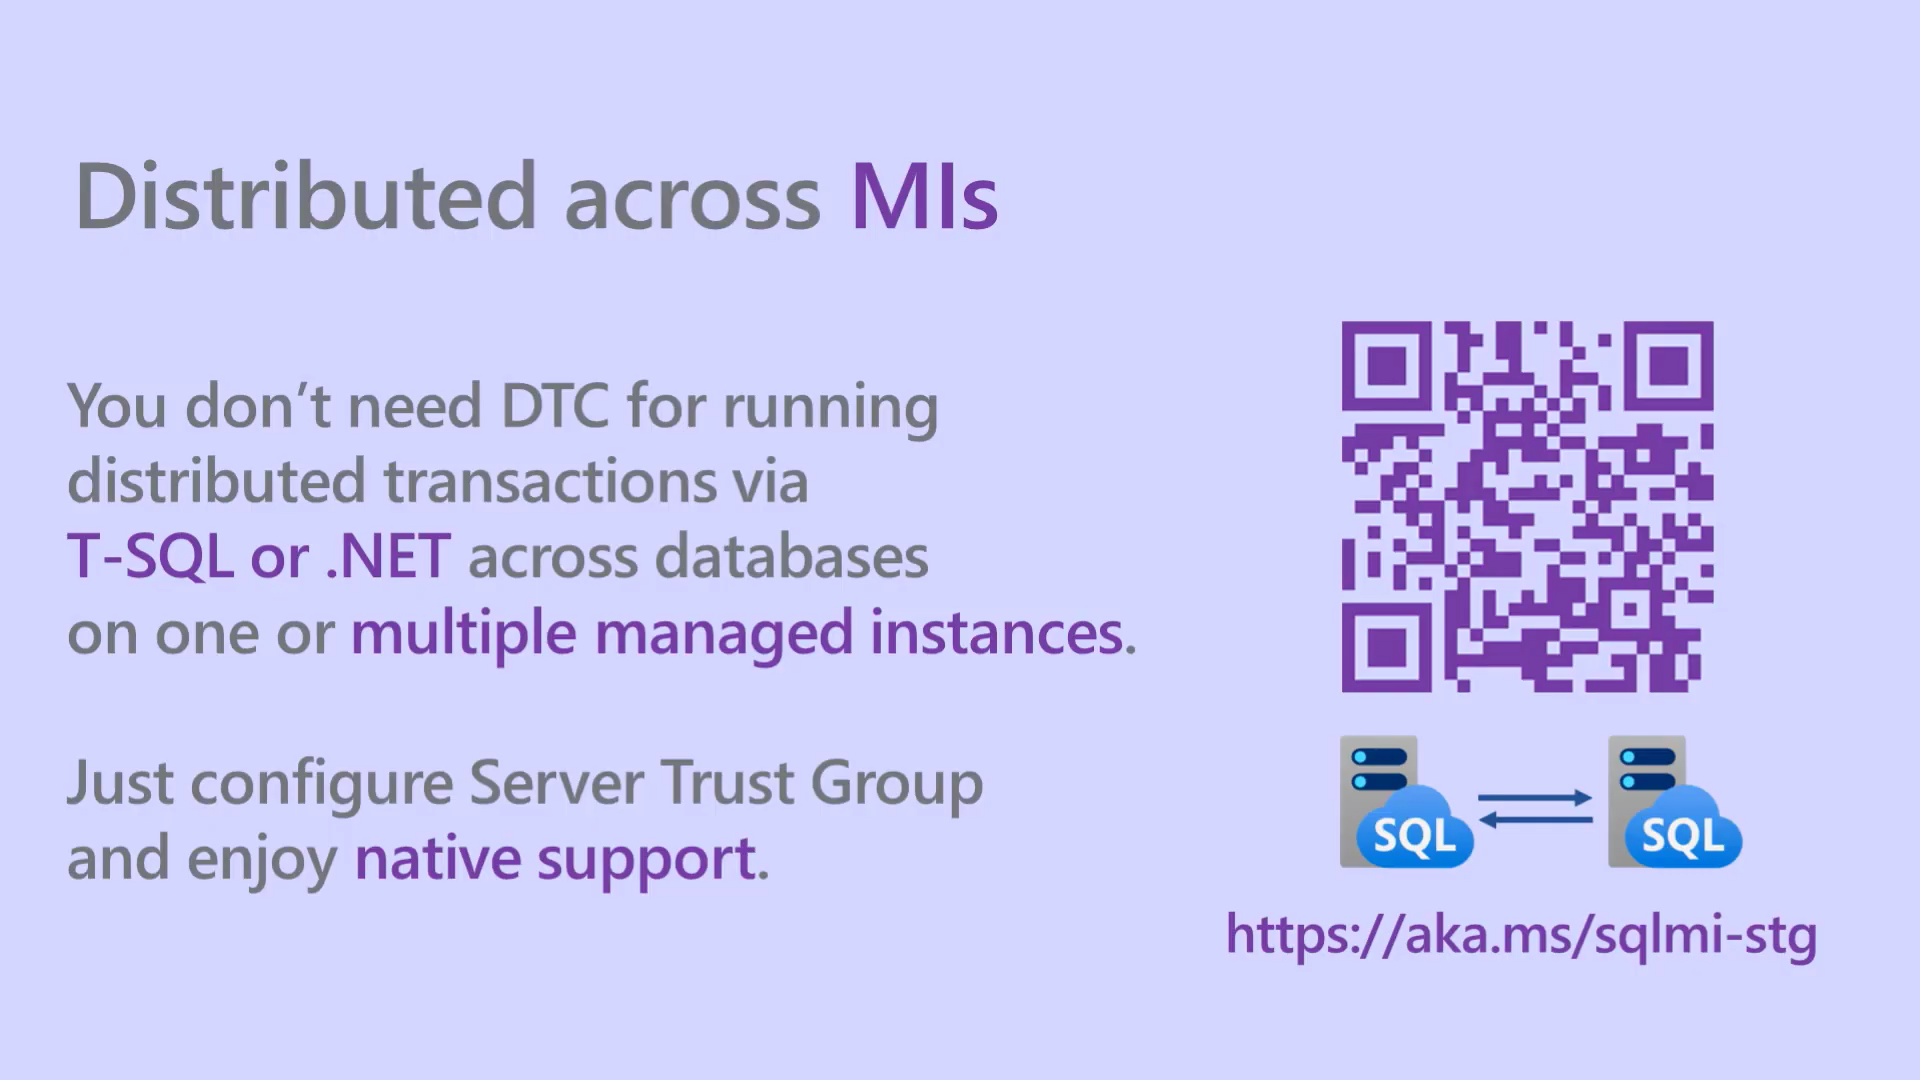 Distributed across MIs
You don’t need DTC for running
distributed transactions via
T-SQL or .NET across databases
on one or multiple managed instances.
Just configure Server Trust Group
and enjoy native support.
SQL
SQL
https://aka.ms/sqlmi-stg